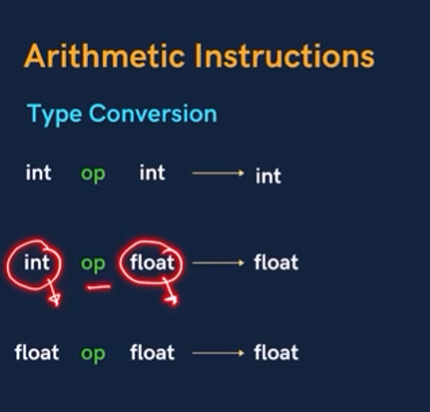 Arithmetic Instructions
Type Conversion
int op int → int
int op float → float
float op float → float